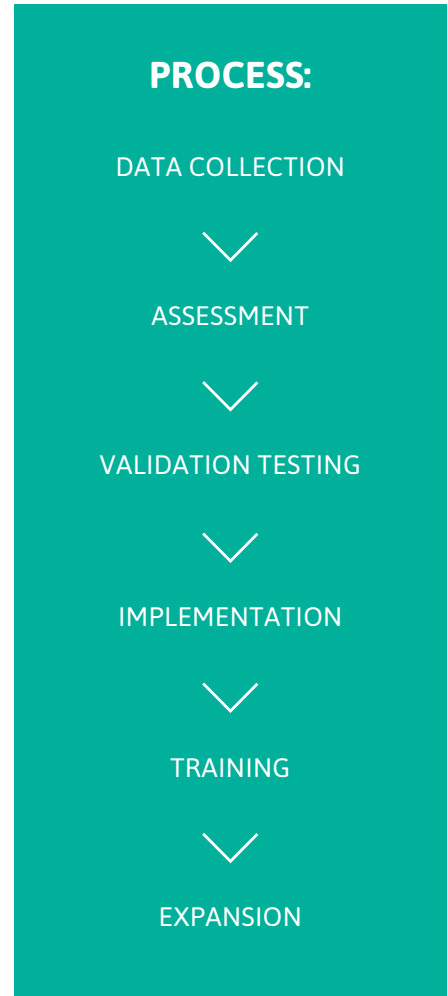 PROCESS:
DATA COLLECTION
ASSESSMENT
VALIDATION TESTING
IMPLEMENTATION
TRAINING
EXPANSION